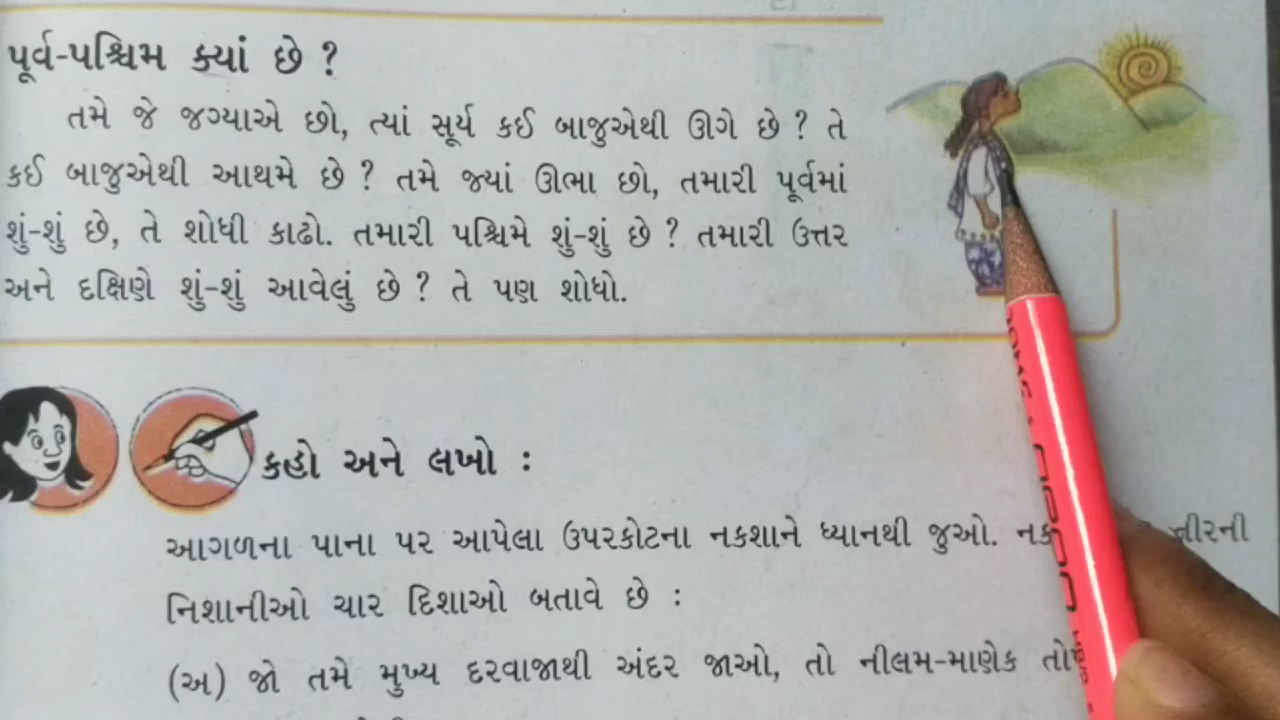 પૂર્વ-પશ્ચિમ ક્યાં છે ?
તમે જે જગ્યાએ છો, ત્યાં સૂર્ય કઈ બાજુએથી ઊગે છે ? તે
કઈ બાજુએથી આથમે છે ? તમે જ્યાં ઊભા છો, તમારી પૂર્વમાં
શું-શું છે, તે શોધી કાઢો. તમારી પશ્ચિમે શું-શું છે ? તમારી ઉત્તર
અને દક્ષિણે શું-શું આવેલું છે ? તે પણ શોધો.
કહો અને લખો :
આગળના પાના પર આપેલા ઉપરકોટના નકશાને ધ્યાનથી જુઓ.
નિશાનીઓ ચાર દિશાઓ બતાવે છે :
(અ) જો તમે મુખ્ય દરવાજાથી અંદર જાઓ, તો નીલમ-માણેક